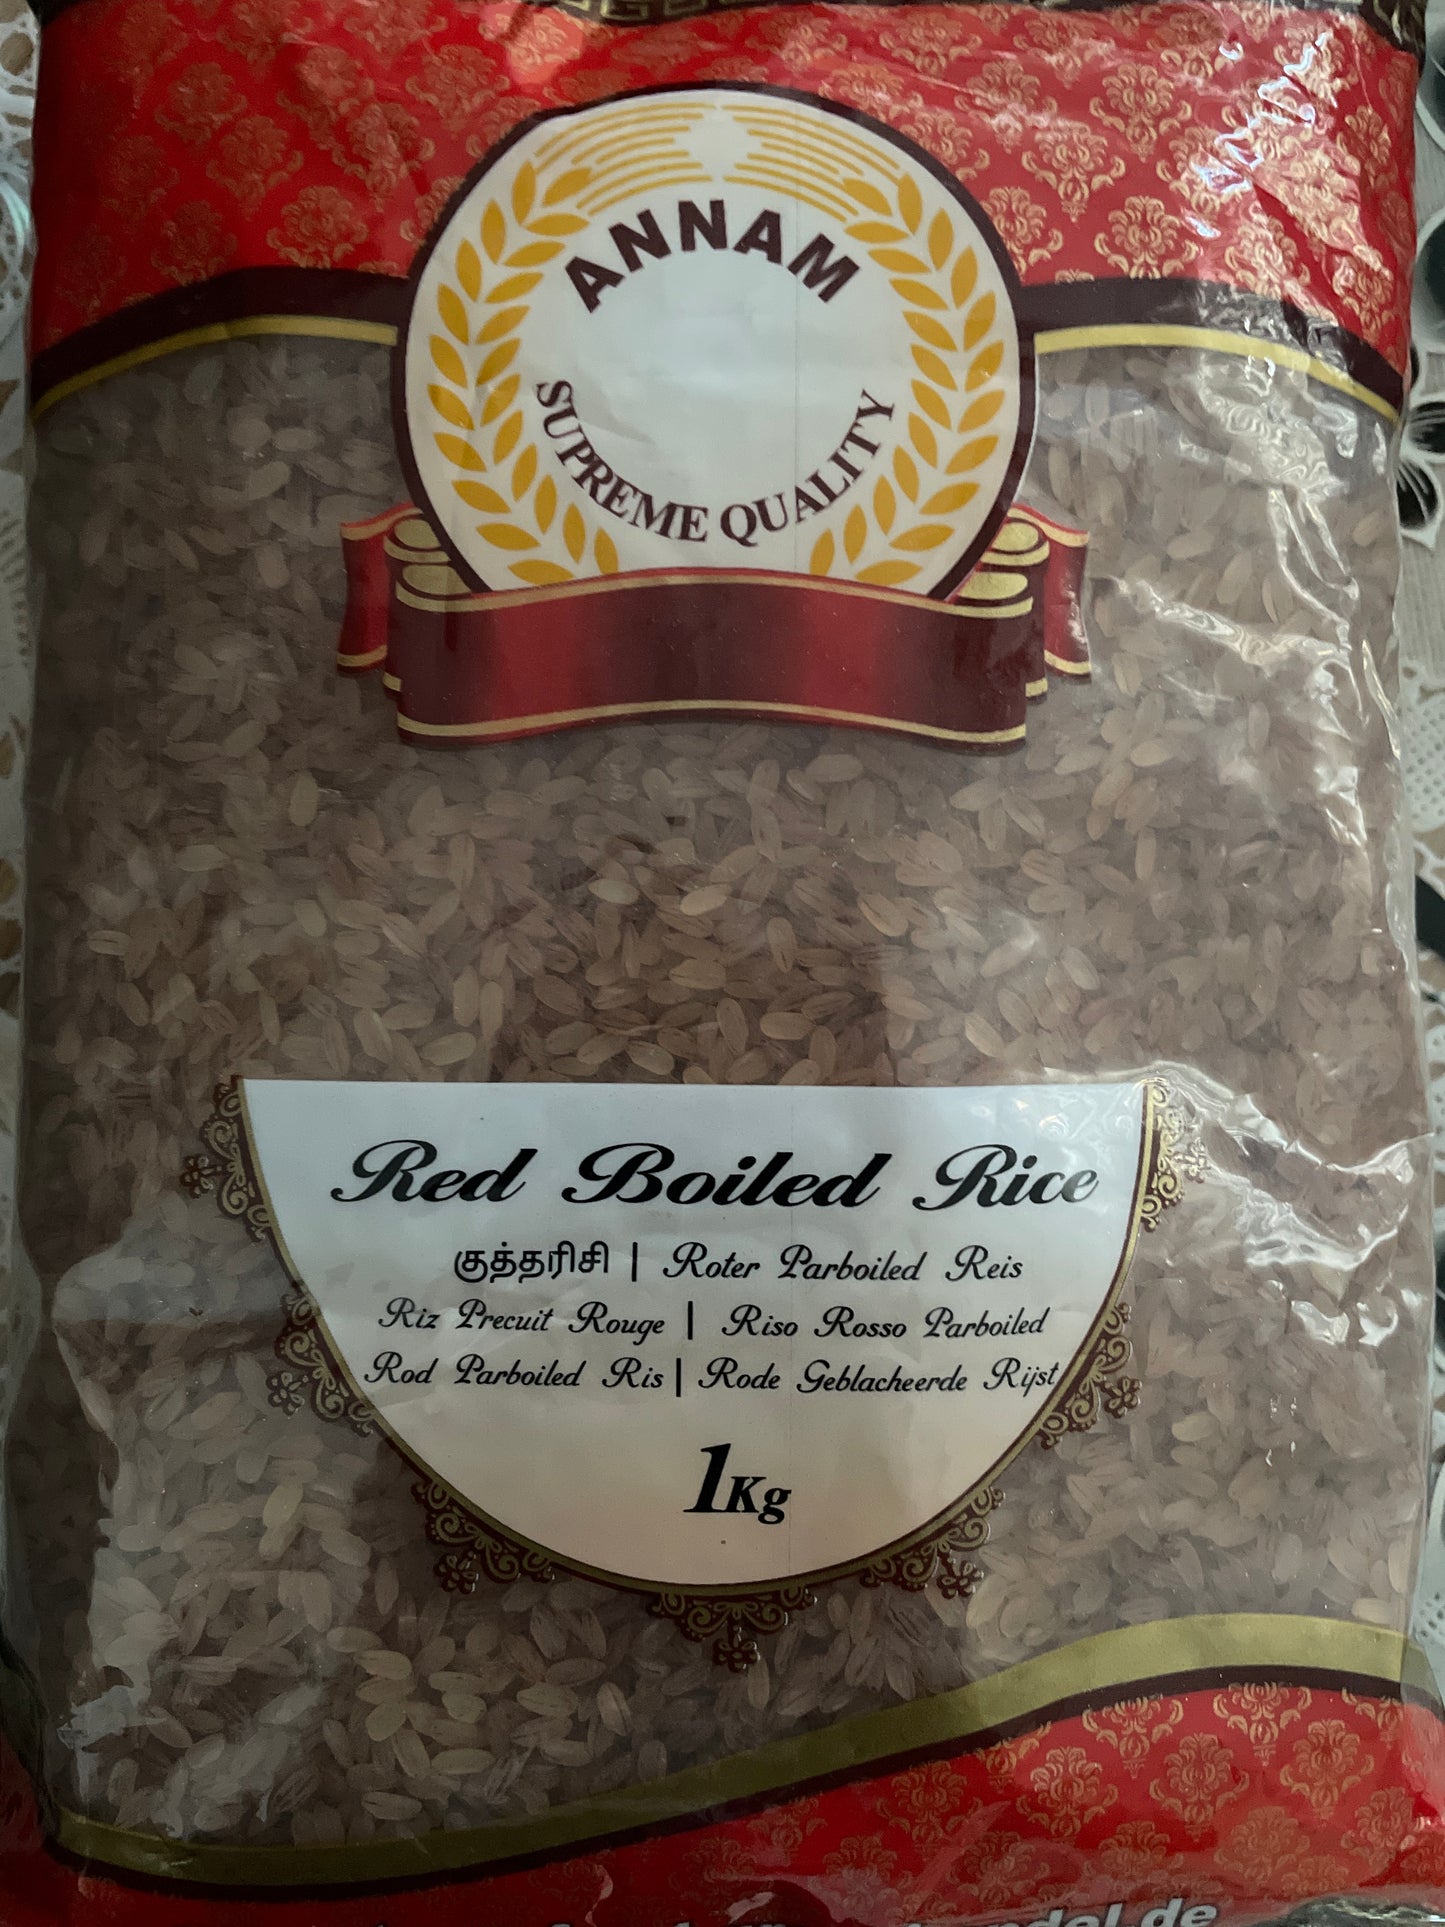 ANNAM
SUPREME QUALITY
Red Boiled Rice
குத்தரிசி | Roter Parboiled Reis
Riz Precuit Rouge | Riso Rosso Parboiled
Rod Parboiled Ris | Rode Geblacheerde Rijst
1Kg